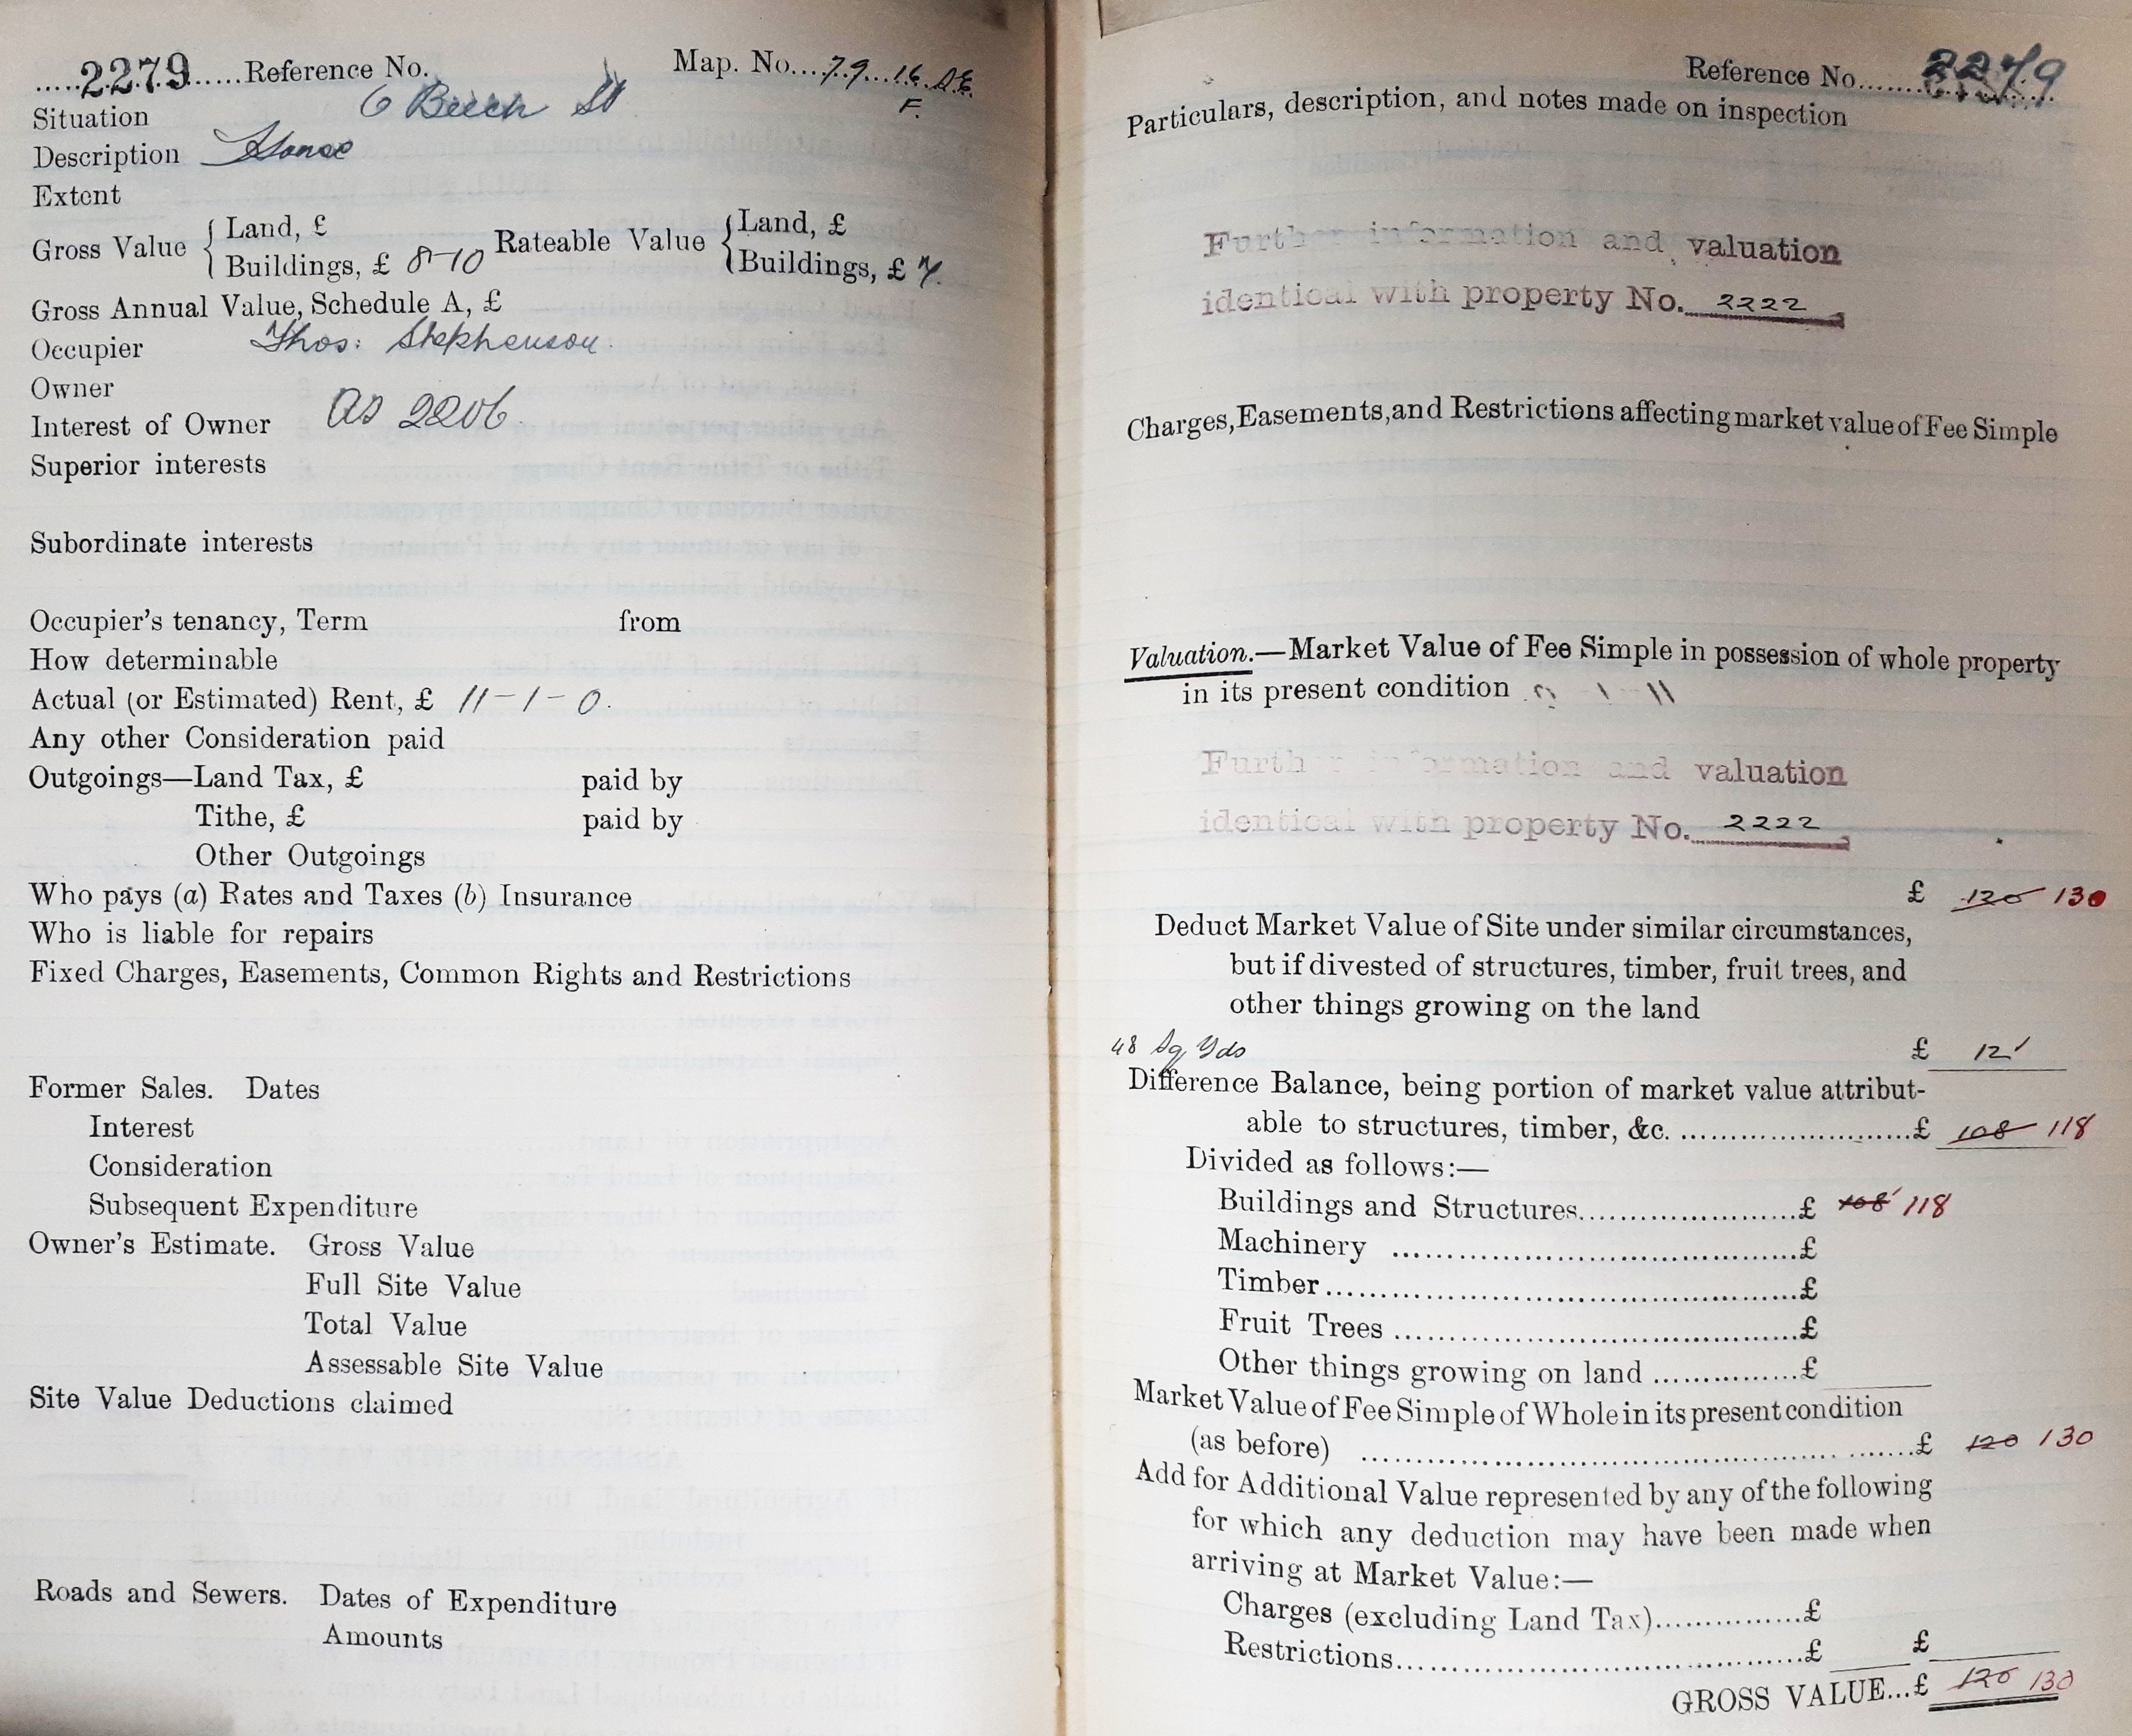 .....2279.....Reference No. Map. No...79...16. S.E.
F.
Situation 6 Beech St
Description House
Extent
Gross Value { Land, £ Rateable Value { Land, £
Buildings, £ 8-10 Buildings, £ 7.
Gross Annual Value, Schedule A, £
Occupier Thos: Stephenson.
Owner
Interest of Owner as 2206.
Superior interests
Subordinate interests
Occupier's tenancy, Term from
How determinable
Actual (or Estimated) Rent, £ 11-1-0.
Any other Consideration paid
Outgoings—Land Tax, £ paid by
Tithe, £ paid by
Other Outgoings
Who pays (a) Rates and Taxes (b) Insurance
Who is liable for repairs
Fixed Charges, Easements, Common Rights and Restrictions
Former Sales. Dates
Interest
Consideration
Subsequent Expenditure
Owner's Estimate. Gross Value
Full Site Value
Total Value
Assessable Site Value
Site Value Deductions claimed
Roads and Sewers. Dates of Expenditure
Amounts
Reference No......2279
Particulars, description, and notes made on inspection
Further information and valuation
identical with property No. 2222
Charges, Easements, and Restrictions affecting market value of Fee Simple
Valuation.—Market Value of Fee Simple in possession of whole property
in its present condition
Further information and valuation
identical with property No. 2222
£ 120 130
Deduct Market Value of Site under similar circumstances,
but if divested of structures, timber, fruit trees, and
other things growing on the land
48 Sq Yds £ 12
Difference Balance, being portion of market value attribut-
able to structures, timber, &c. ........................£ 108 118
Divided as follows:—
Buildings and Structures......................£ 108 118
Machinery ........................................£
Timber..............................................£
Fruit Trees .......................................£
Other things growing on land ...............£
Market Value of Fee Simple of Whole in its present condition
(as before) ......................................................£ 120 130
Add for Additional Value represented by any of the following
for which any deduction may have been made when
arriving at Market Value:—
Charges (excluding Land Tax)..............£
Restrictions.........................................£ £
GROSS VALUE...£ 120 130